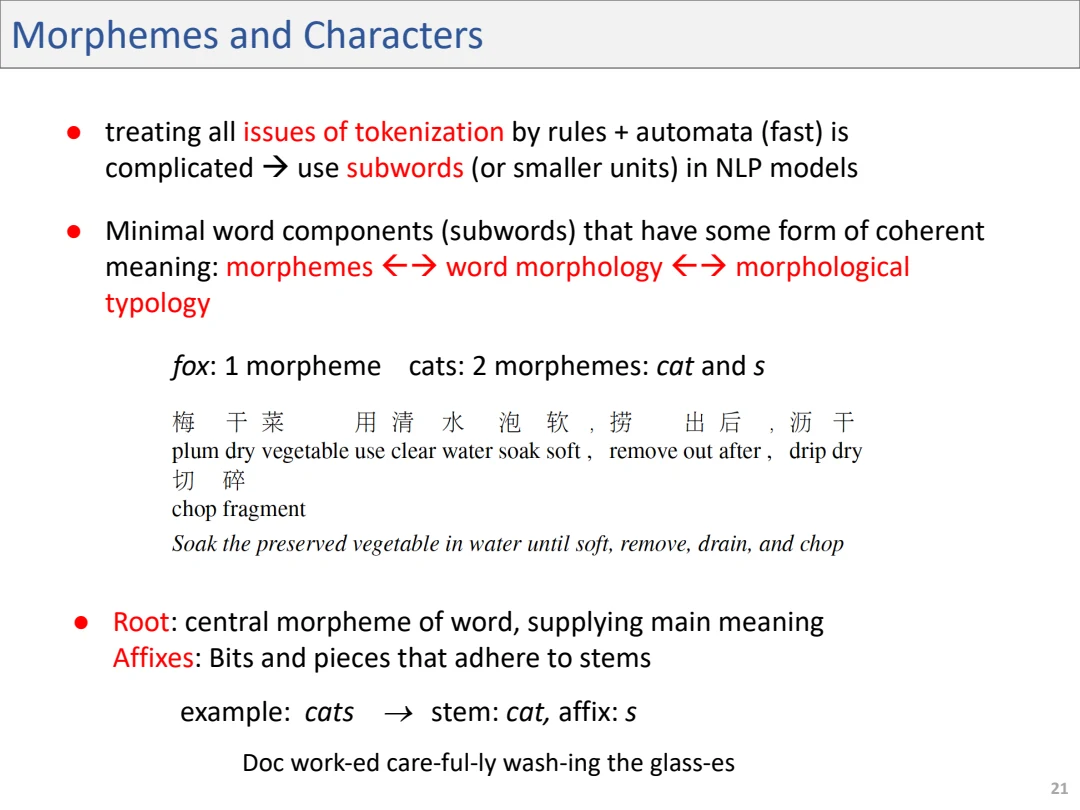 Morphemes and Characters
● treating all issues of tokenization by rules + automata (fast) is
complicated → use subwords (or smaller units) in NLP models
● Minimal word components (subwords) that have some form of coherent
meaning: morphemes ←→ word morphology ←→ morphological
typology
fox: 1 morpheme cats: 2 morphemes: cat and s
梅 干 菜 用 清 水 泡 软 , 捞 出 后 , 沥 干
plum dry vegetable use clear water soak soft , remove out after , drip dry
切 碎
chop fragment
Soak the preserved vegetable in water until soft, remove, drain, and chop
● Root: central morpheme of word, supplying main meaning
Affixes: Bits and pieces that adhere to stems
example: cats → stem: cat, affix: s
Doc work-ed care-ful-ly wash-ing the glass-es
21